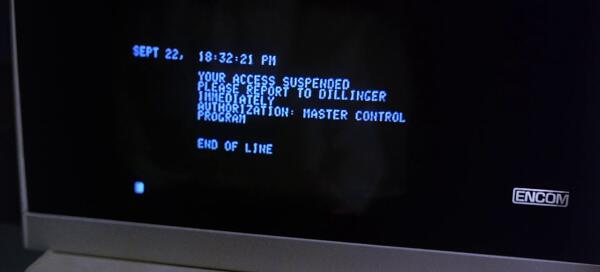 SEPT 22, 18:32:21 PM
YOUR ACCESS SUSPENDED
PLEASE REPORT TO DILLINGER
IMMEDIATELY
AUTHORIZATION: MASTER CONTROL
PROGRAM
END OF LINE
ENCOM